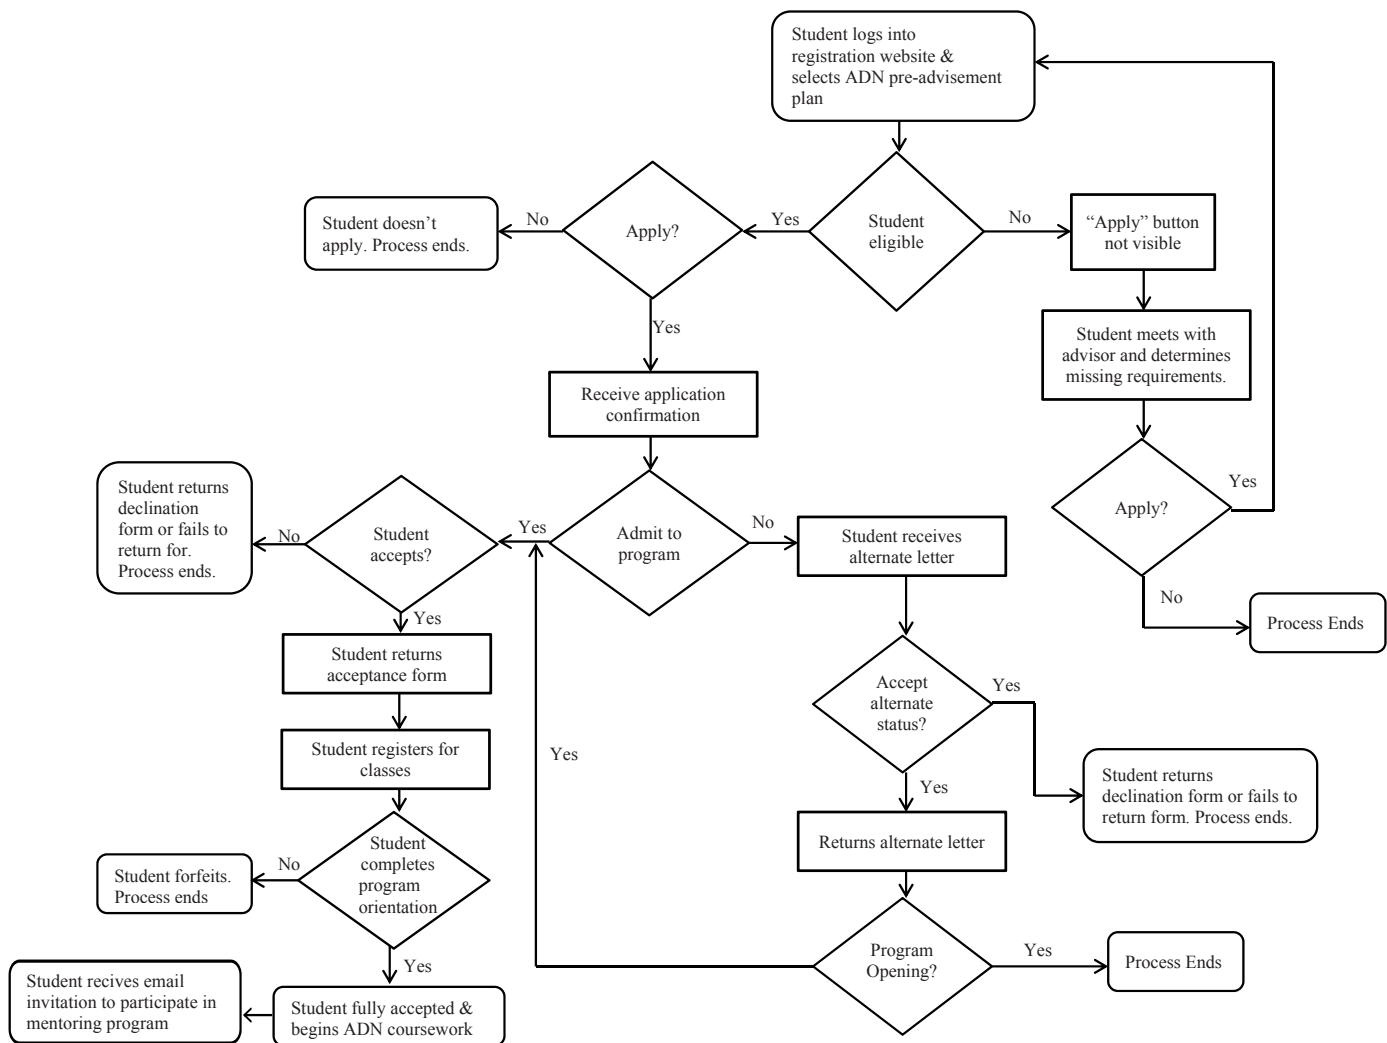 Student logs into
registration website &
selects ADN pre-advisement
plan
Student doesn’t
apply. Process ends.
No
Apply?
Yes
Student
eligible
No
“Apply” button
not visible
Yes
Student meets with
advisor and determines
missing requirements.
Receive application
confirmation
Apply?
Yes
No
Process Ends
Student returns
declination
form or fails to
return for.
Process ends.
No
Student
accepts?
Yes
Admit to
program
No
Student receives
alternate letter
Yes
Student returns
acceptance form
Accept
alternate
status?
Yes
Student registers for
classes
Yes
Yes
Student returns
declination form or fails to
return form. Process ends.
Returns alternate letter
Student
completes
program
orientation
No
Student forfeits.
Process ends
Program
Opening?
Yes
Process Ends
Yes
Student recives email
invitation to participate in
mentoring program
Student fully accepted &
begins ADN coursework